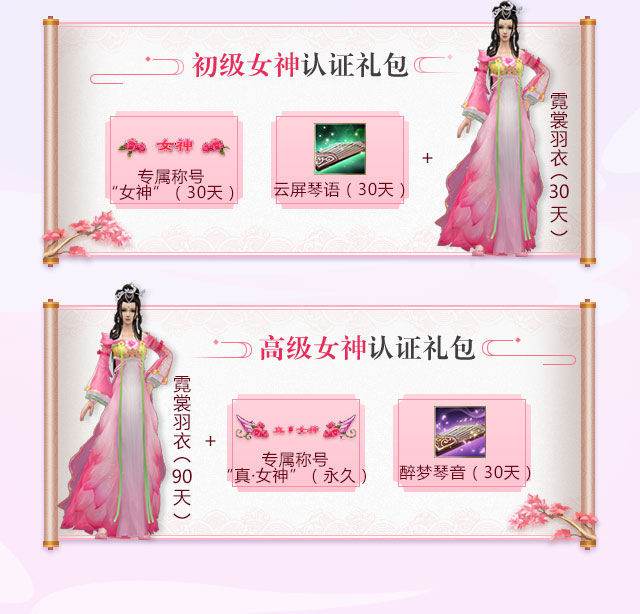 初级女神认证礼包
女神
专属称号
“女神”（30天）
云屏琴语（30天）
+
霓裳羽衣（30天）
高级女神认证礼包
霓裳羽衣（90天）
+
真·女神
专属称号
“真·女神”（永久）
醉梦琴音（30天）